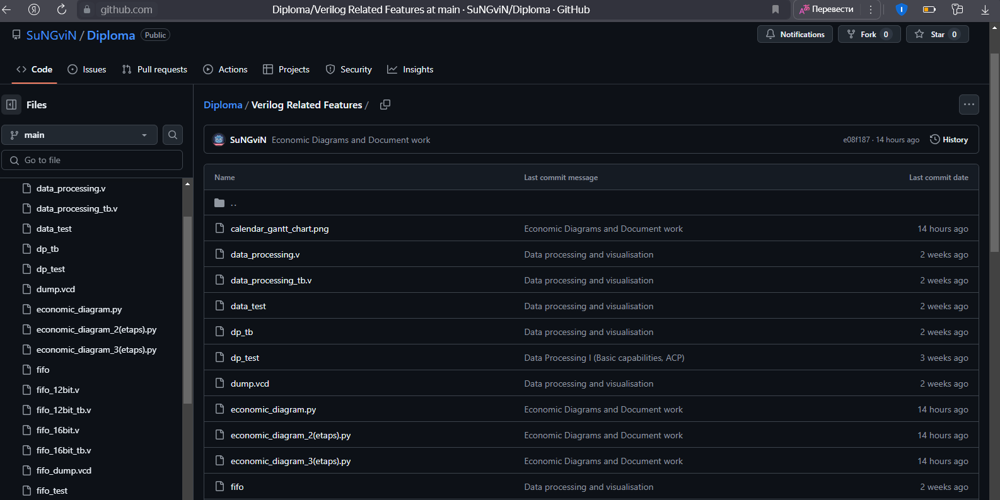 github.com Diploma/Verilog Related Features at main · SuNGviN/Diploma · GitHub Перевести
SuNGviN / Diploma Public Notifications Fork 0 Star 0
Code Issues Pull requests Actions Projects Security Insights
Files
main
Go to file
data_processing.v
data_processing_tb.v
data_test
dp_tb
dp_test
dump.vcd
economic_diagram.py
economic_diagram_2(etaps).py
economic_diagram_3(etaps).py
fifo
fifo_12bit.v
fifo_12bit_tb.v
fifo_16bit.v
fifo_16bit_tb.v
fifo_dump.vcd
fifo_test
Diploma / Verilog Related Features /
SuNGviN Economic Diagrams and Document work e08f187 · 14 hours ago History
Name Last commit message Last commit date
..
calendar_gantt_chart.png Economic Diagrams and Document work 14 hours ago
data_processing.v Data processing and visualisation 2 weeks ago
data_processing_tb.v Data processing and visualisation 2 weeks ago
data_test Data processing and visualisation 2 weeks ago
dp_tb Data processing and visualisation 2 weeks ago
dp_test Data Processing I (Basic capabilities, ACP) 3 weeks ago
dump.vcd Data processing and visualisation 2 weeks ago
economic_diagram.py Economic Diagrams and Document work 14 hours ago
economic_diagram_2(etaps).py Economic Diagrams and Document work 14 hours ago
economic_diagram_3(etaps).py Economic Diagrams and Document work 14 hours ago
fifo Data processing and visualisation 2 weeks ago